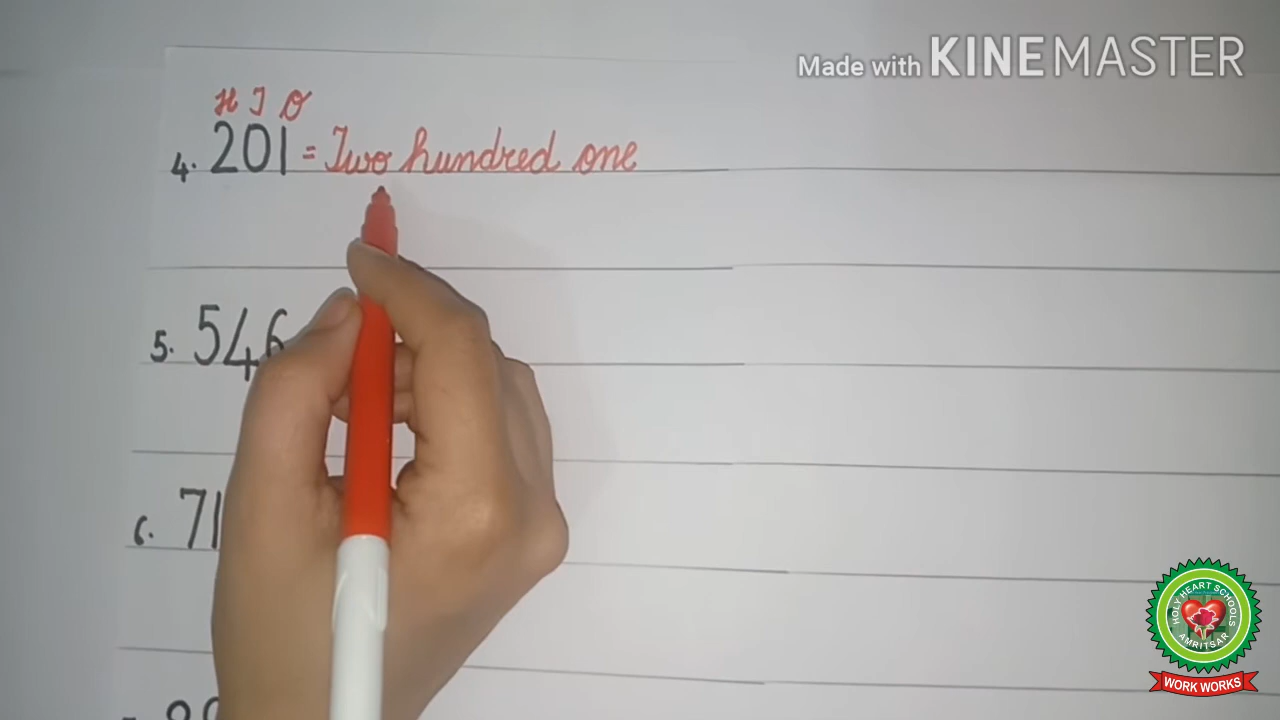 Made with KINEMASTER
H T O
4. 201 = Two hundred one
5. 546
6. 71
HOLY HEART SCHOOLS
AMRITSAR
WORK WORKS